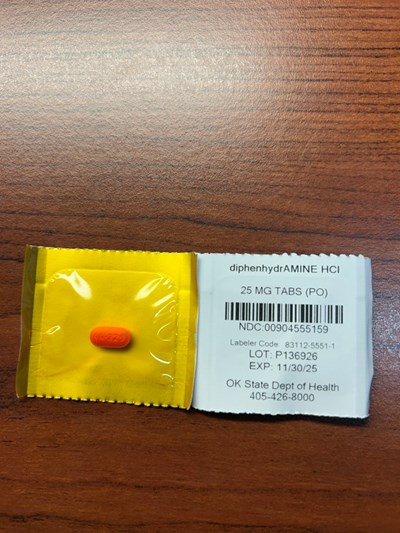 diphenhydrAMINE HCl
25 MG TABS (PO)
NDC:00904555159
Labeler Code: 83112-5551-1
LOT: P136926
EXP: 11/30/25
OK State Dept of Health
405-426-8000